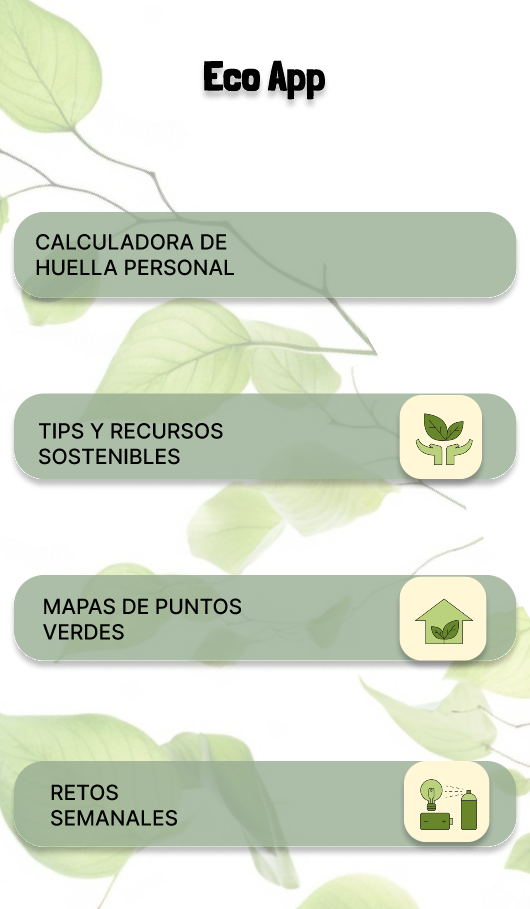 Eco App
CALCULADORA DE
HUELLA PERSONAL
TIPS Y RECURSOS
SOSTENIBLES
MAPAS DE PUNTOS
VERDES
RETOS
SEMANALES